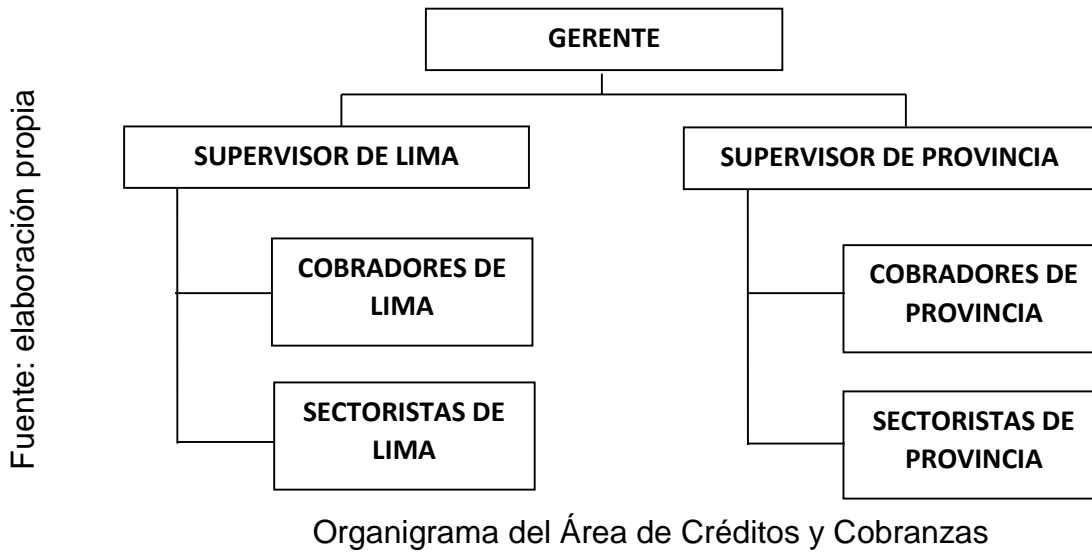 GERENTE
SUPERVISOR DE LIMA
SUPERVISOR DE PROVINCIA
COBRADORES DE
LIMA
COBRADORES DE
PROVINCIA
SECTORISTAS DE
LIMA
SECTORISTAS DE
PROVINCIA
Fuente: elaboración propia
Organigrama del Área de Créditos y Cobranzas